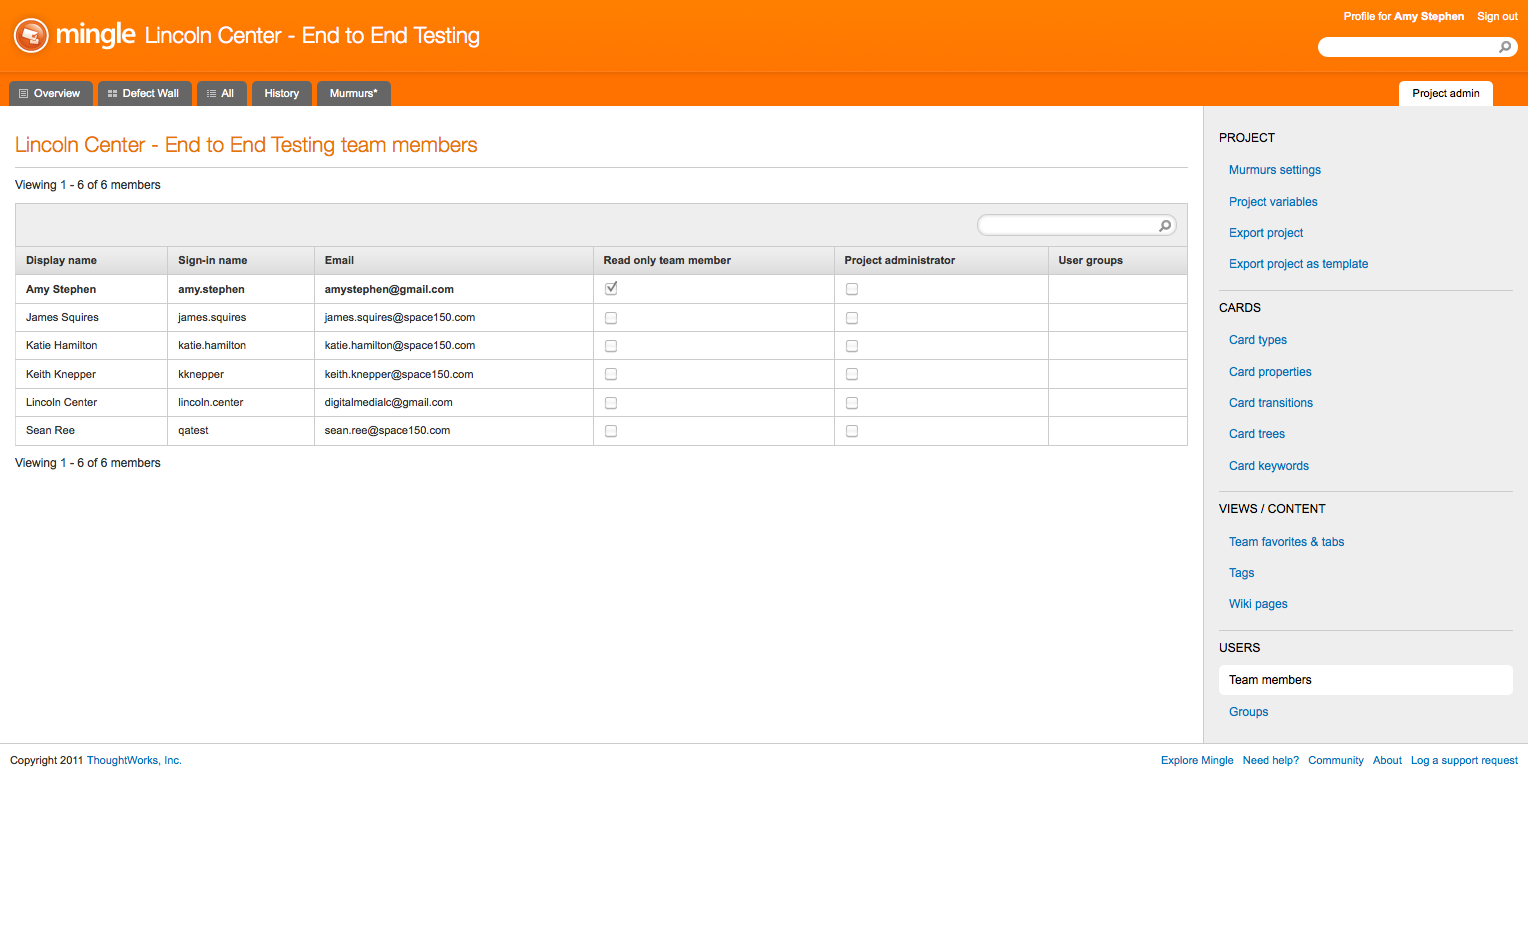 Profile for Amy Stephen Sign out
mingle Lincoln Center - End to End Testing
Overview Defect Wall All History Murmurs* Project admin
Lincoln Center - End to End Testing team members
Viewing 1 - 6 of 6 members
Display name Sign-in name Email Read only team member Project administrator User groups
Amy Stephen amy.stephen amystephen@gmail.com
James Squires james.squires james.squires@space150.com
Katie Hamilton katie.hamilton katie.hamilton@space150.com
Keith Knepper kknepper keith.knepper@space150.com
Lincoln Center lincoln.center digitalmedialc@gmail.com
Sean Ree qatest sean.ree@space150.com
Viewing 1 - 6 of 6 members
PROJECT
Murmurs settings
Project variables
Export project
Export project as template
CARDS
Card types
Card properties
Card transitions
Card trees
Card keywords
VIEWS / CONTENT
Team favorites & tabs
Tags
Wiki pages
USERS
Team members
Groups
Copyright 2011 ThoughtWorks, Inc. Explore Mingle Need help? Community About Log a support request